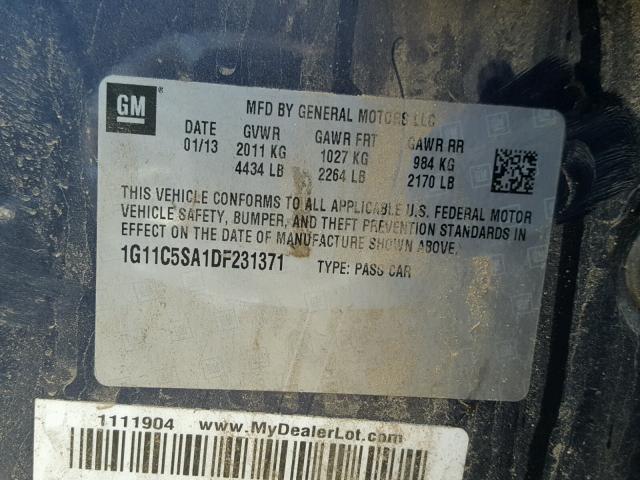 GM
MFD BY GENERAL MOTORS LLC
DATE GVWR GAWR FRT GAWR RR
01/13 2011 KG 1027 KG 984 KG
4434 LB 2264 LB 2170 LB
THIS VEHICLE CONFORMS TO ALL APPLICABLE U.S. FEDERAL MOTOR
VEHICLE SAFETY, BUMPER, AND THEFT PREVENTION STANDARDS IN
EFFECT ON THE DATE OF MANUFACTURE SHOWN ABOVE.
1G11C5SA1DF231371 TYPE: PASS CAR
1111904 www.MyDealerLot.com